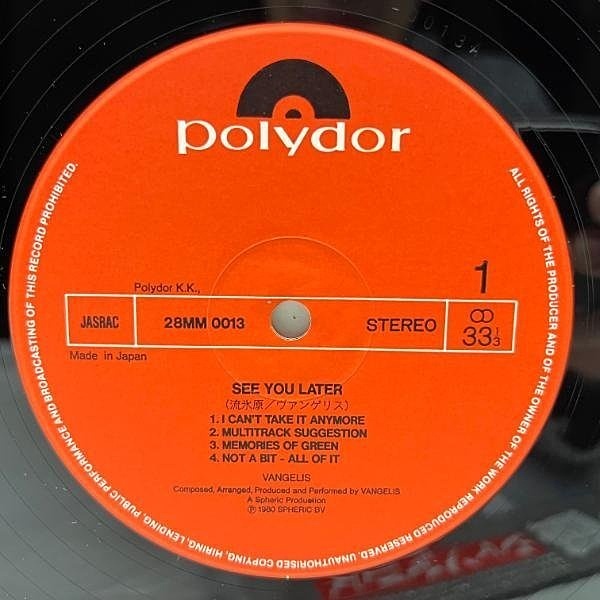 polydor
1
Polydor K.K.,
JASRAC
28MM 0013
STEREO
33 1/3
Made in Japan
SEE YOU LATER
(流氷原/ヴァンゲリス)
1. I CAN'T TAKE IT ANYMORE
2. MULTITRACK SUGGESTION
3. MEMORIES OF GREEN
4. NOT A BIT - ALL OF IT
VANGELIS
Composed, Arranged, Produced and Performed by VANGELIS
A Spheric Production
Ⓟ 1980 SPHERIC BV
ALL RIGHTS OF THE PRODUCER AND OF THE OWNER OF THE WORK REPRODUCED RESERVED. UNAUTHORISED COPYING, HIRING, LENDING, PUBLIC PERFORMANCE AND BROADCASTING OF THIS RECORD PROHIBITED.